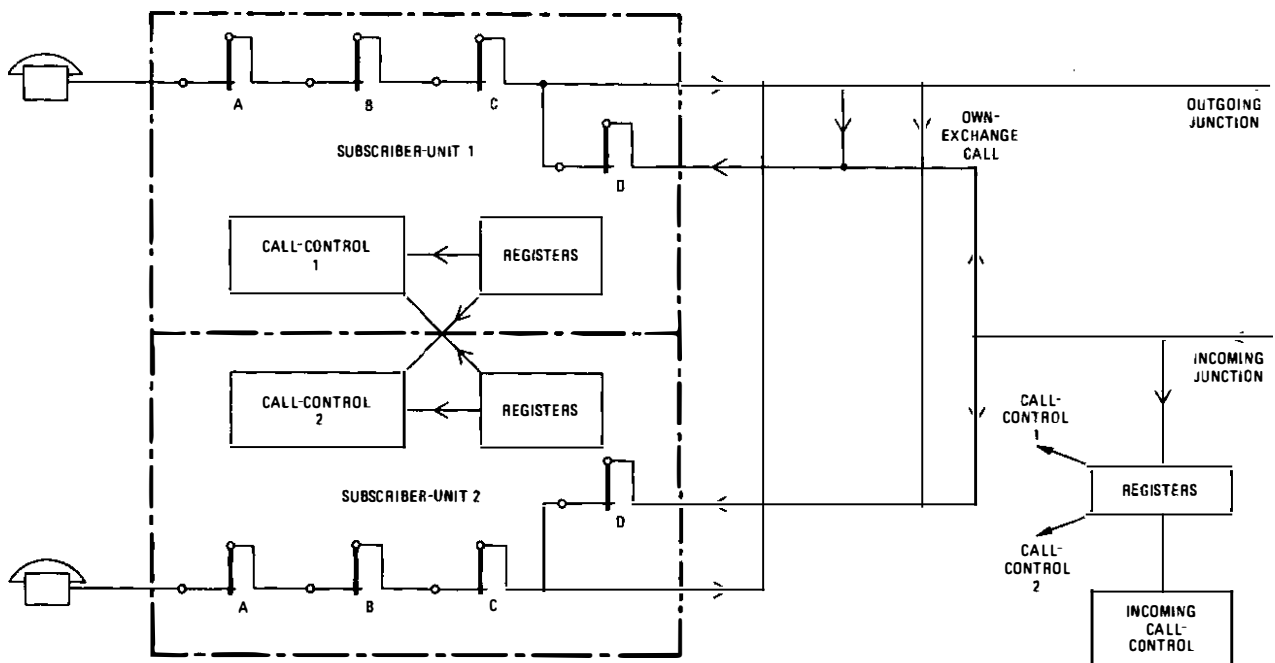 A
B
C
OUTGOING
JUNCTION
OWN-
EXCHANGE
CALL
SUBSCRIBER-UNIT 1
D
CALL-CONTROL
1
REGISTERS
CALL-CONTROL
2
REGISTERS
INCOMING
JUNCTION
CALL-
CONTROL
1
REGISTERS
CALL-
CONTROL
2
INCOMING
CALL-
CONTROL
SUBSCRIBER-UNIT 2
D
A
B
C